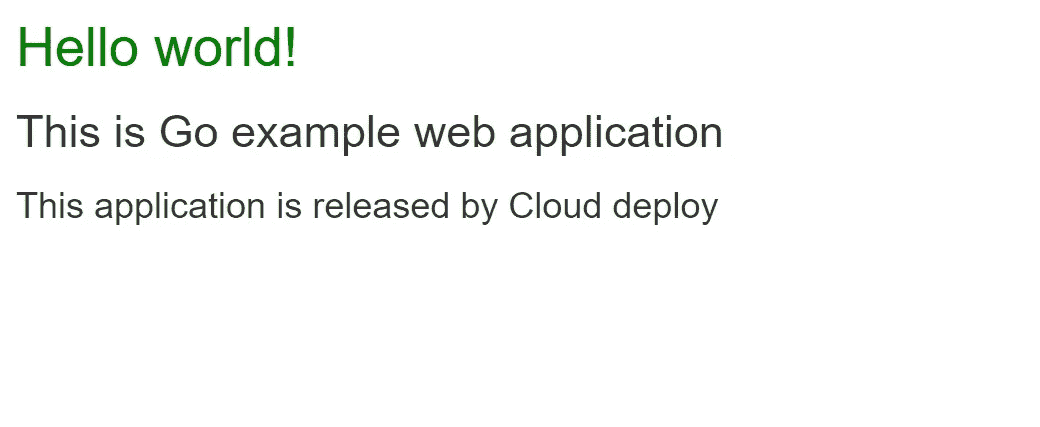 Hello world!
This is Go example web application
This application is released by Cloud deploy